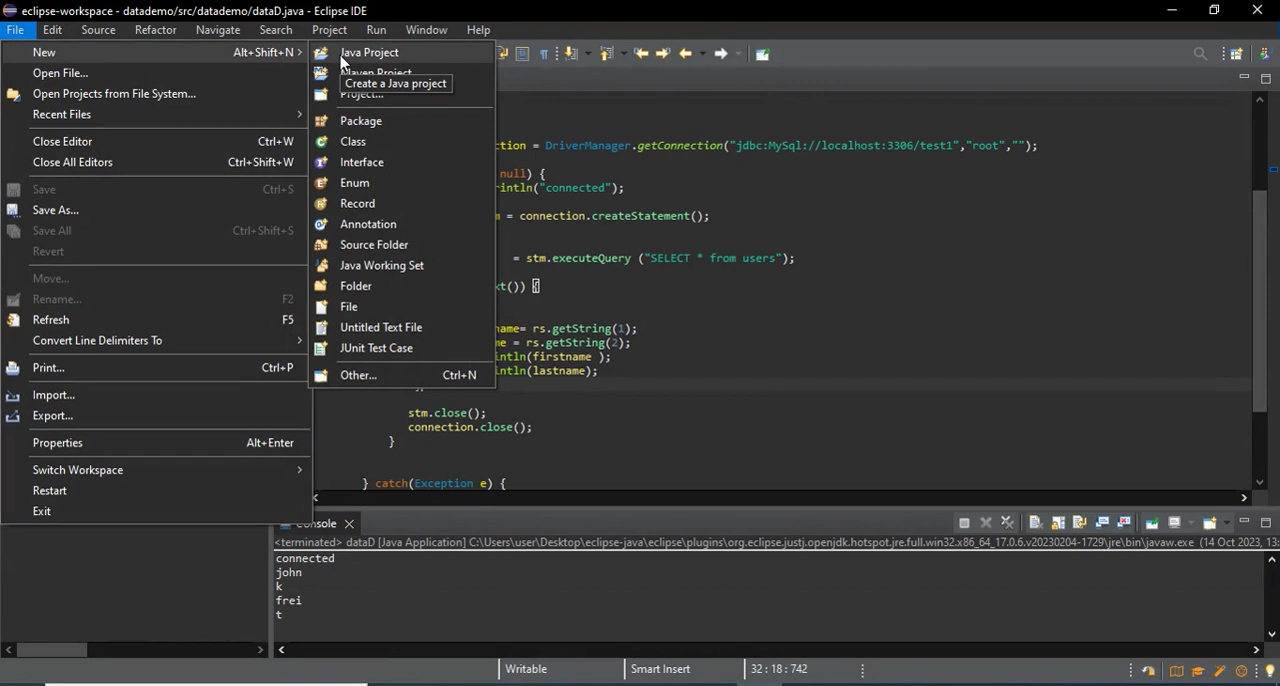 eclipse-workspace - datademo/src/datademo/dataD.java - Eclipse IDE
File Edit Source Refactor Navigate Search Project Run Window Help
New Alt+Shift+N
Open File...
Open Projects from File System...
Recent Files
Close Editor Ctrl+W
Close All Editors Ctrl+Shift+W
Save Ctrl+S
Save As...
Save All Ctrl+Shift+S
Revert
Move...
Rename... F2
Refresh F5
Convert Line Delimiters To
Print... Ctrl+P
Import...
Export...
Properties Alt+Enter
Switch Workspace
Restart
Exit
Java Project
Maven Project
Create a Java project
Project...
Package
Class
Interface
Enum
Record
Annotation
Source Folder
Java Working Set
Folder
File
Untitled Text File
JUnit Test Case
Other... Ctrl+N
ction = DriverManager.getConnection("jdbc:MySql://localhost:3306/test1","root","");
null) {
intln("connected");
m = connection.createStatement();
= stm.executeQuery ("SELECT * from users");
xt()) {
name= rs.getString(1);
me = rs.getString(2);
intln(firstname );
intln(lastname);
stm.close();
connection.close();
}
} catch(Exception e) {
Console
<terminated> dataD [Java Application] C:\Users\user\Desktop\eclipse-java\eclipse\plugins\org.eclipse.justj.openjdk.hotspot.jre.full.win32.x86_64_17.0.6.v20230204-1729\jre\bin\javaw.exe (14 Oct 2023, 13:
connected
john
k
frei
t
Writable Smart Insert 32 : 18 : 742